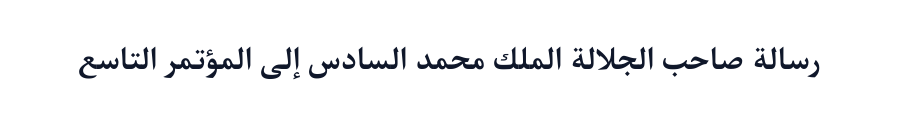 رسالة صاحب الجلالة الملك محمد السادس إلى المؤتمر التاسع